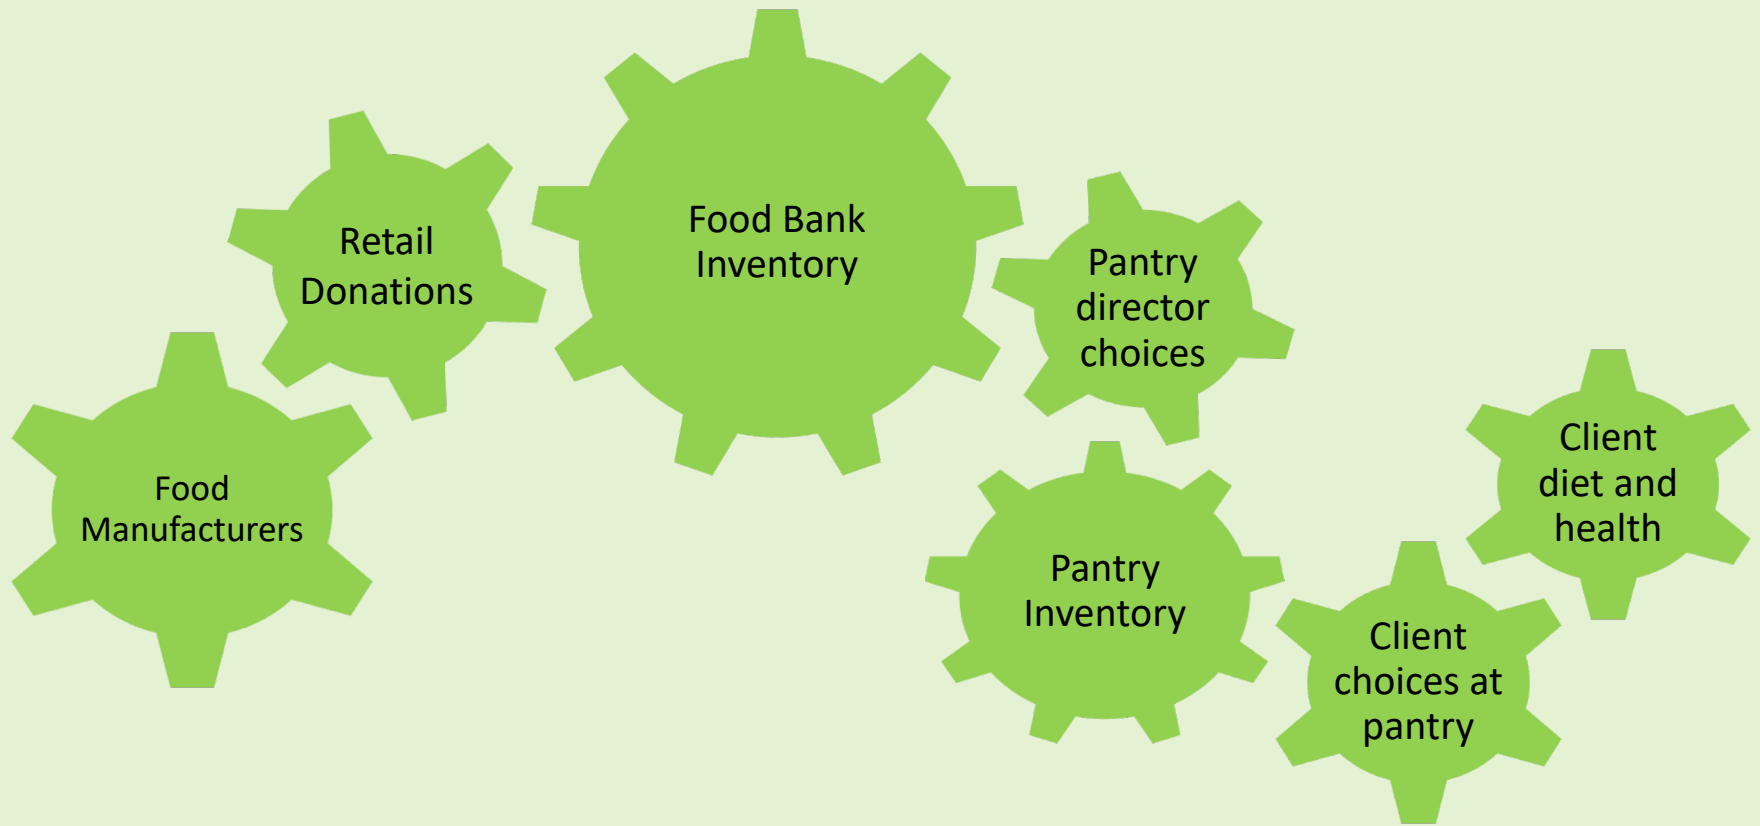 Food
Manufacturers
Retail
Donations
Food Bank
Inventory
Pantry
director
choices
Pantry
Inventory
Client
choices at
pantry
Client
diet and
health